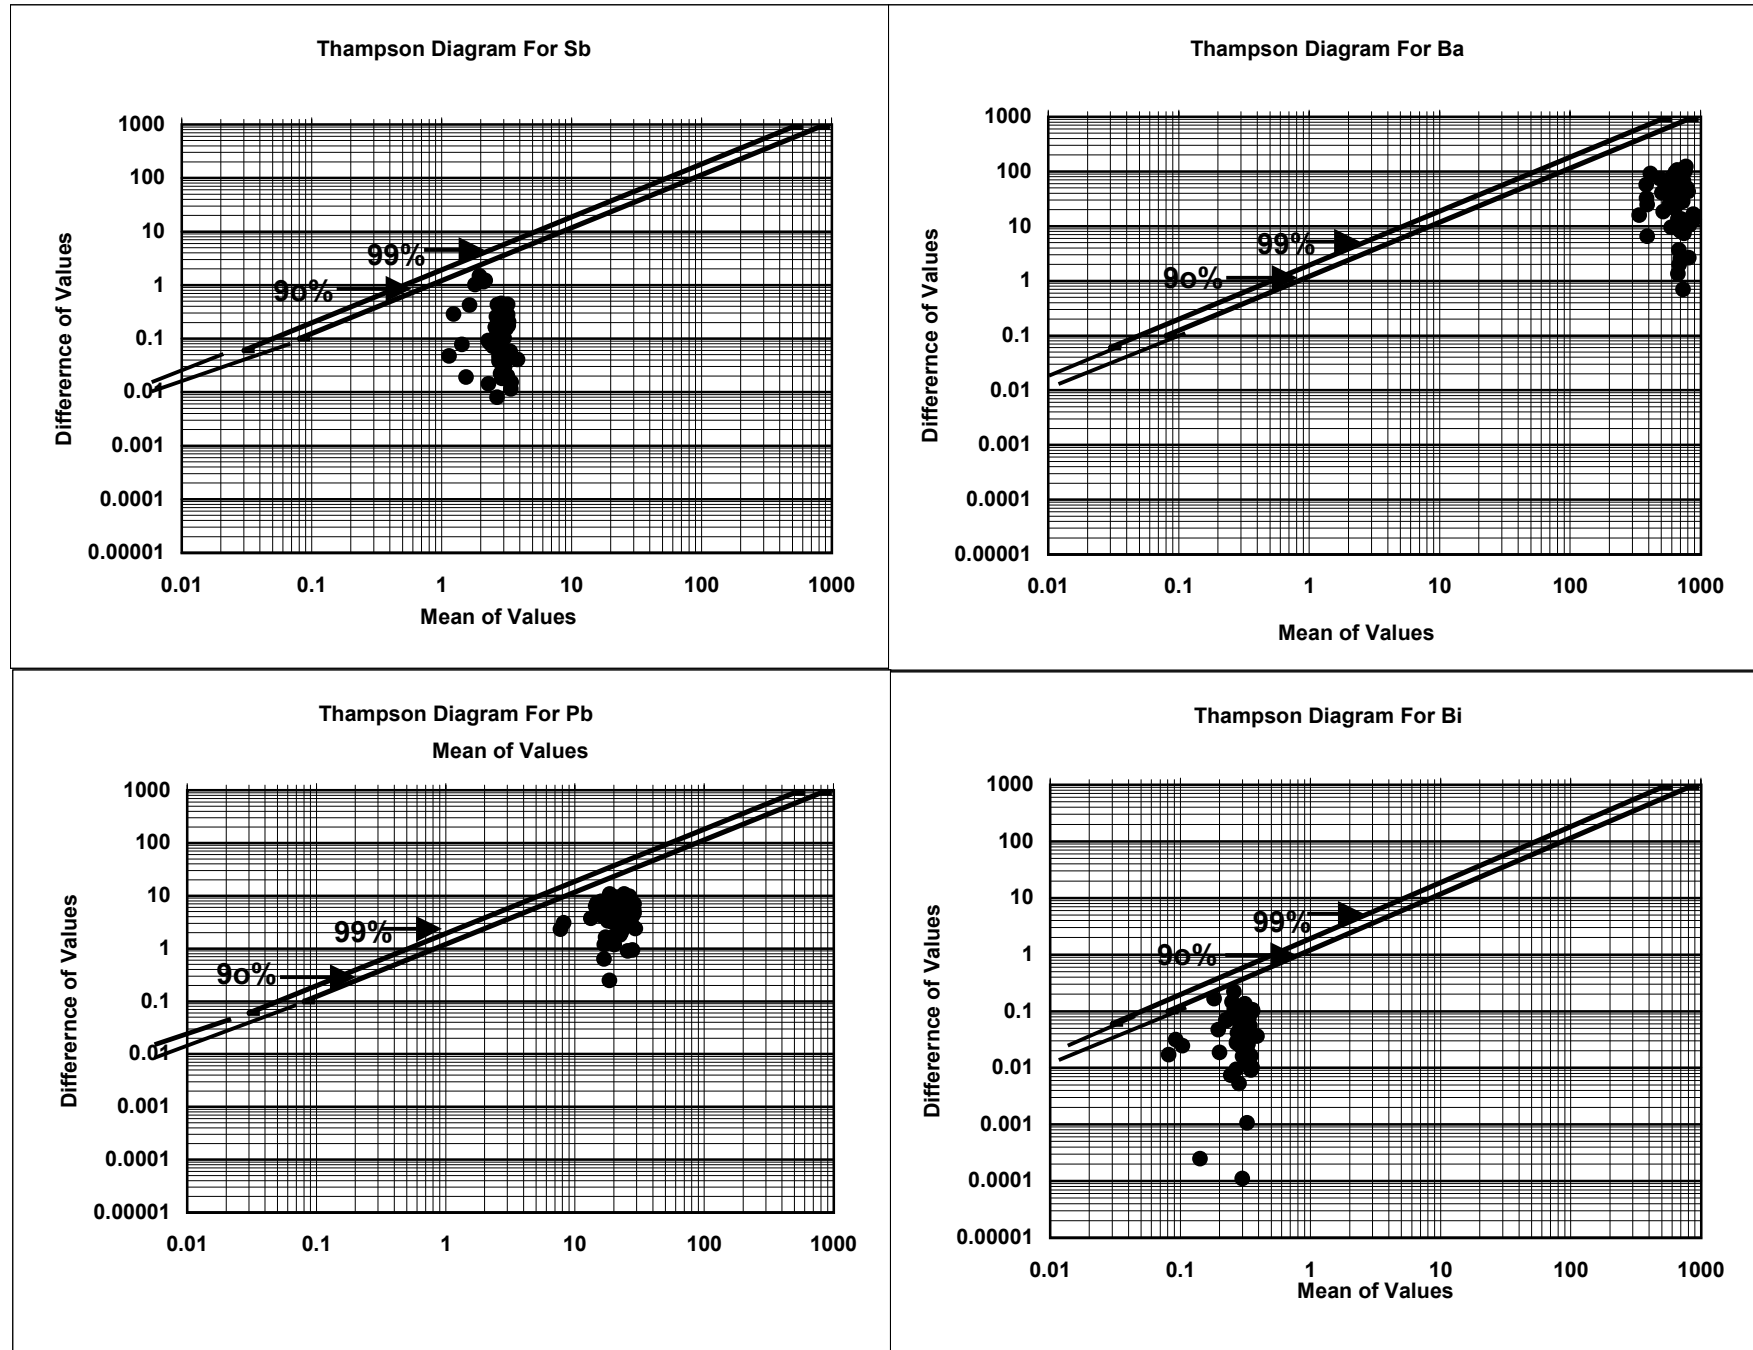 Thampson Diagram For Sb
1000
100
10
1
0.1
0.01
0.001
0.0001
0.00001
Differernce of Values
99%
9o%
0.01 0.1 1 10 100 1000
Mean of Values
Thampson Diagram For Ba
1000
100
10
1
0.1
0.01
0.001
0.0001
0.00001
Differernce of Values
99%
9o%
0.01 0.1 1 10 100 1000
Mean of Values
Thampson Diagram For Pb
Mean of Values
1000
100
10
1
0.1
0.01
0.001
0.0001
0.00001
Differernce of Values
99%
9o%
0.01 0.1 1 10 100 1000
Thampson Diagram For Bi
1000
100
10
1
0.1
0.01
0.001
0.0001
0.00001
Differernce of Values
99%
9o%
0.01 0.1 1 10 100 1000
Mean of Values